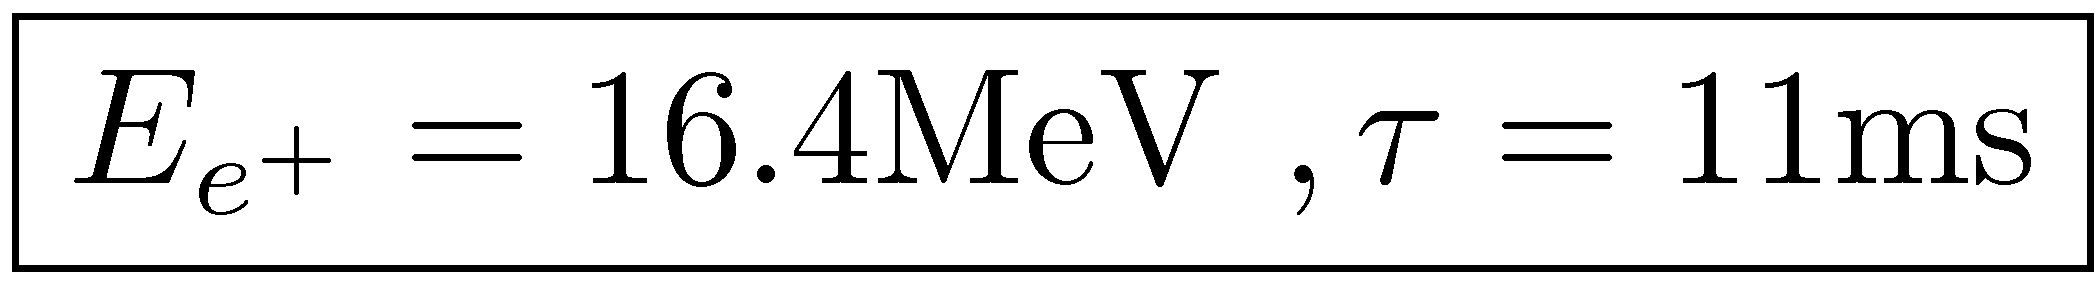 E_{e^+} = 16.4MeV , τ = 11ms